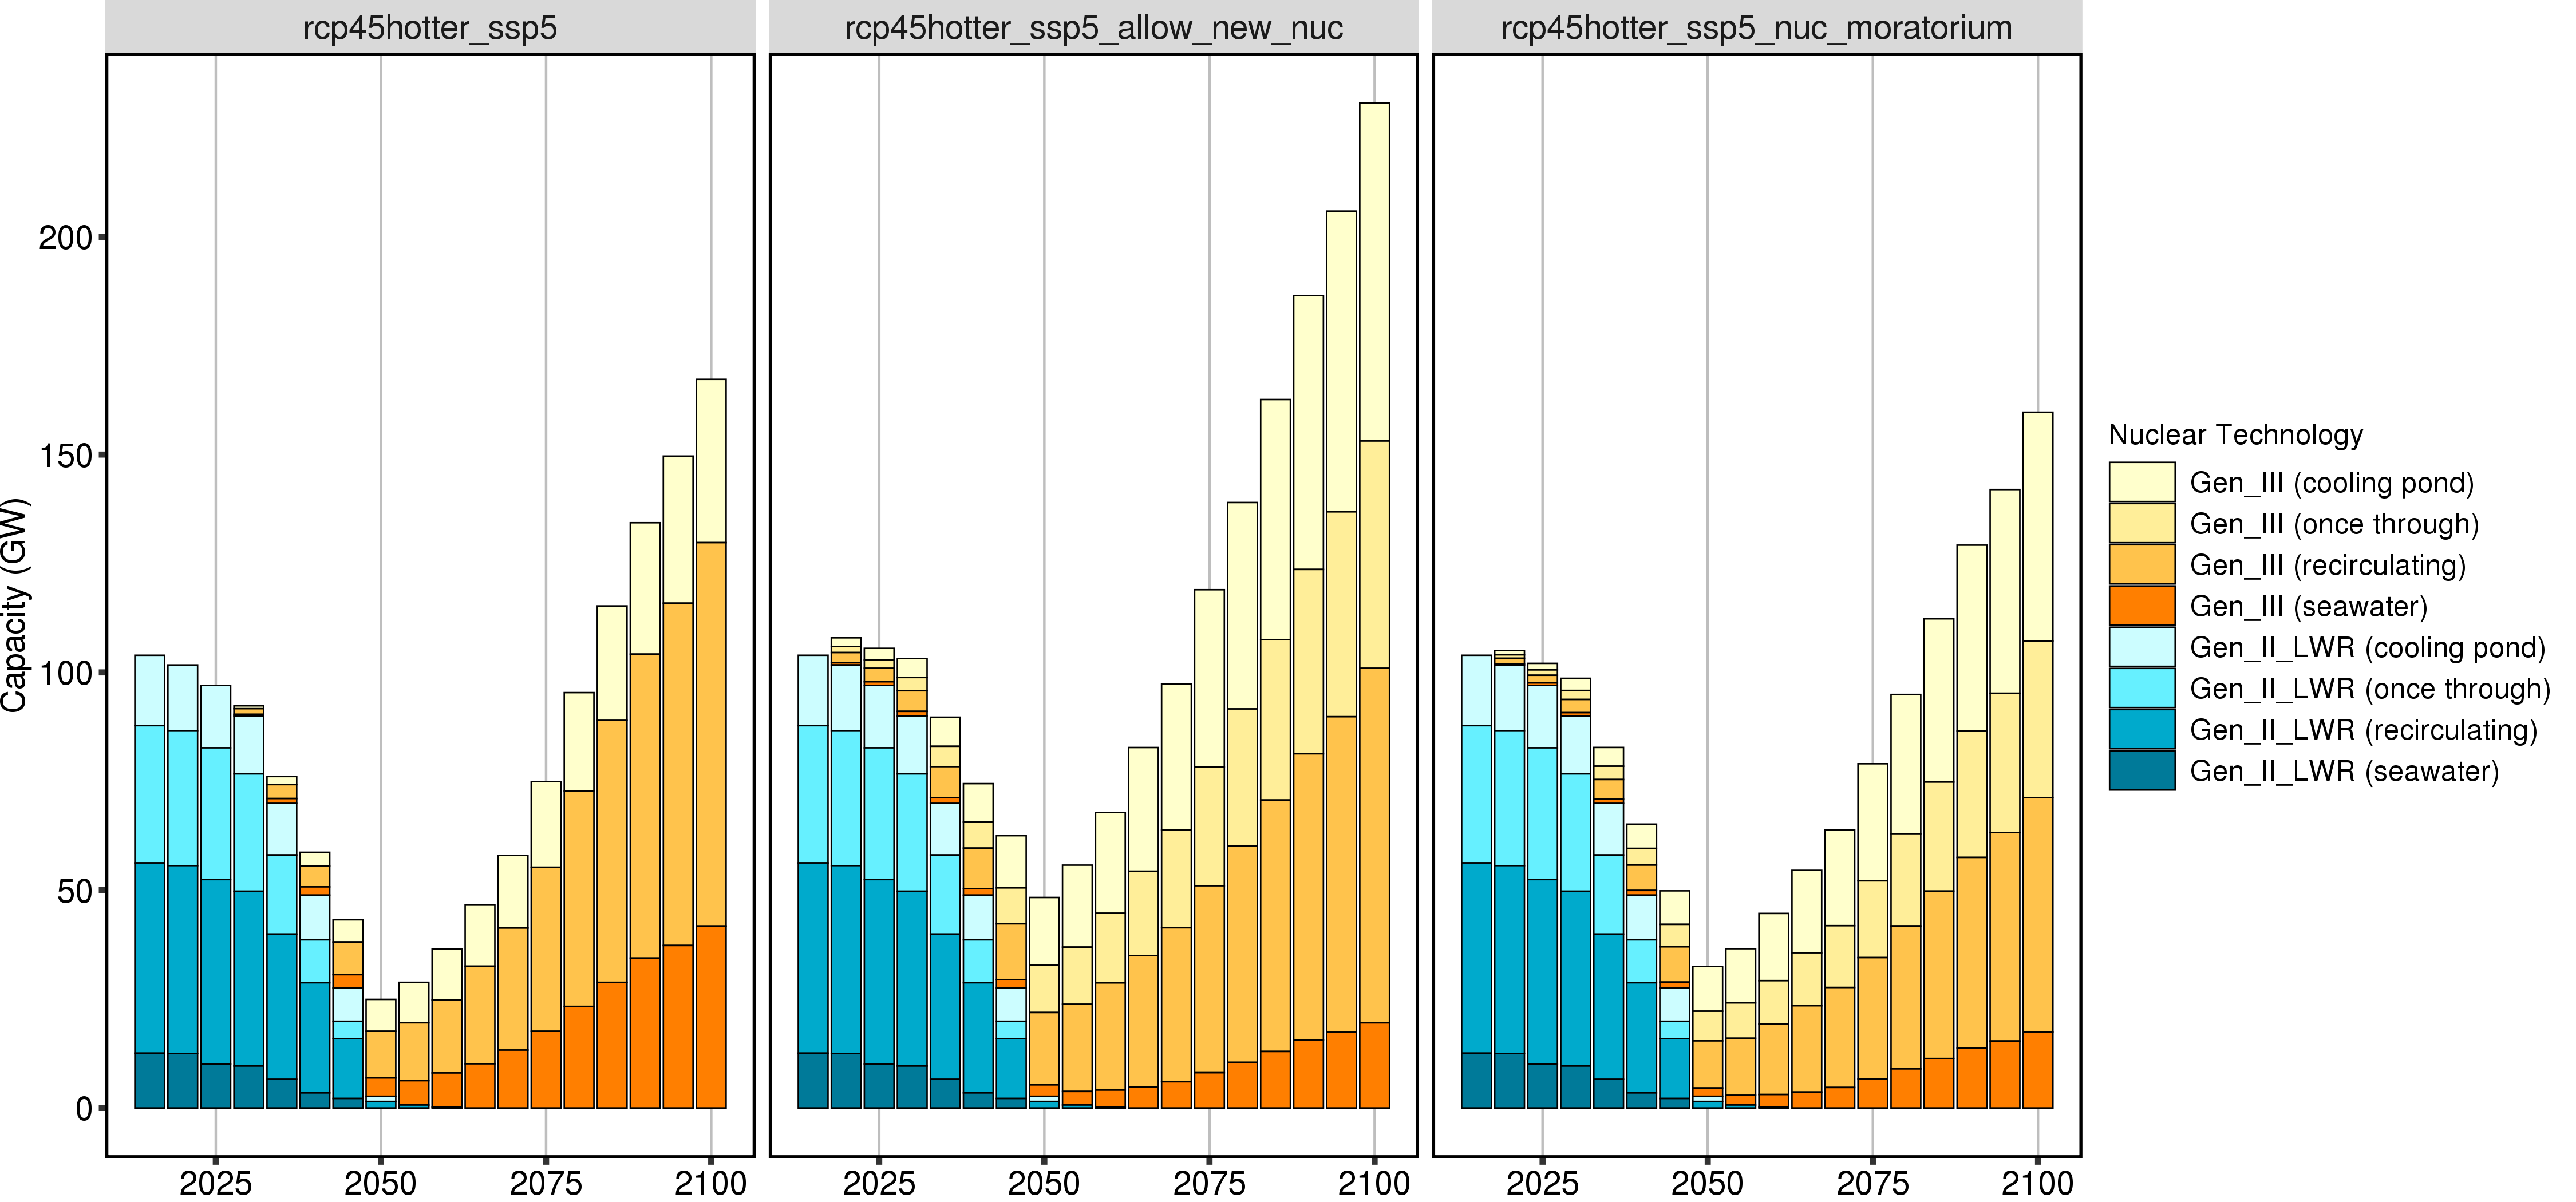 rcp45hotter_ssp5
rcp45hotter_ssp5_allow_new_nuc
rcp45hotter_ssp5_nuc_moratorium
Capacity (GW)
200
150
100
50
0
2025 2050 2075 2100
2025 2050 2075 2100
2025 2050 2075 2100
Nuclear Technology
Gen_III (cooling pond)
Gen_III (once through)
Gen_III (recirculating)
Gen_III (seawater)
Gen_II_LWR (cooling pond)
Gen_II_LWR (once through)
Gen_II_LWR (recirculating)
Gen_II_LWR (seawater)